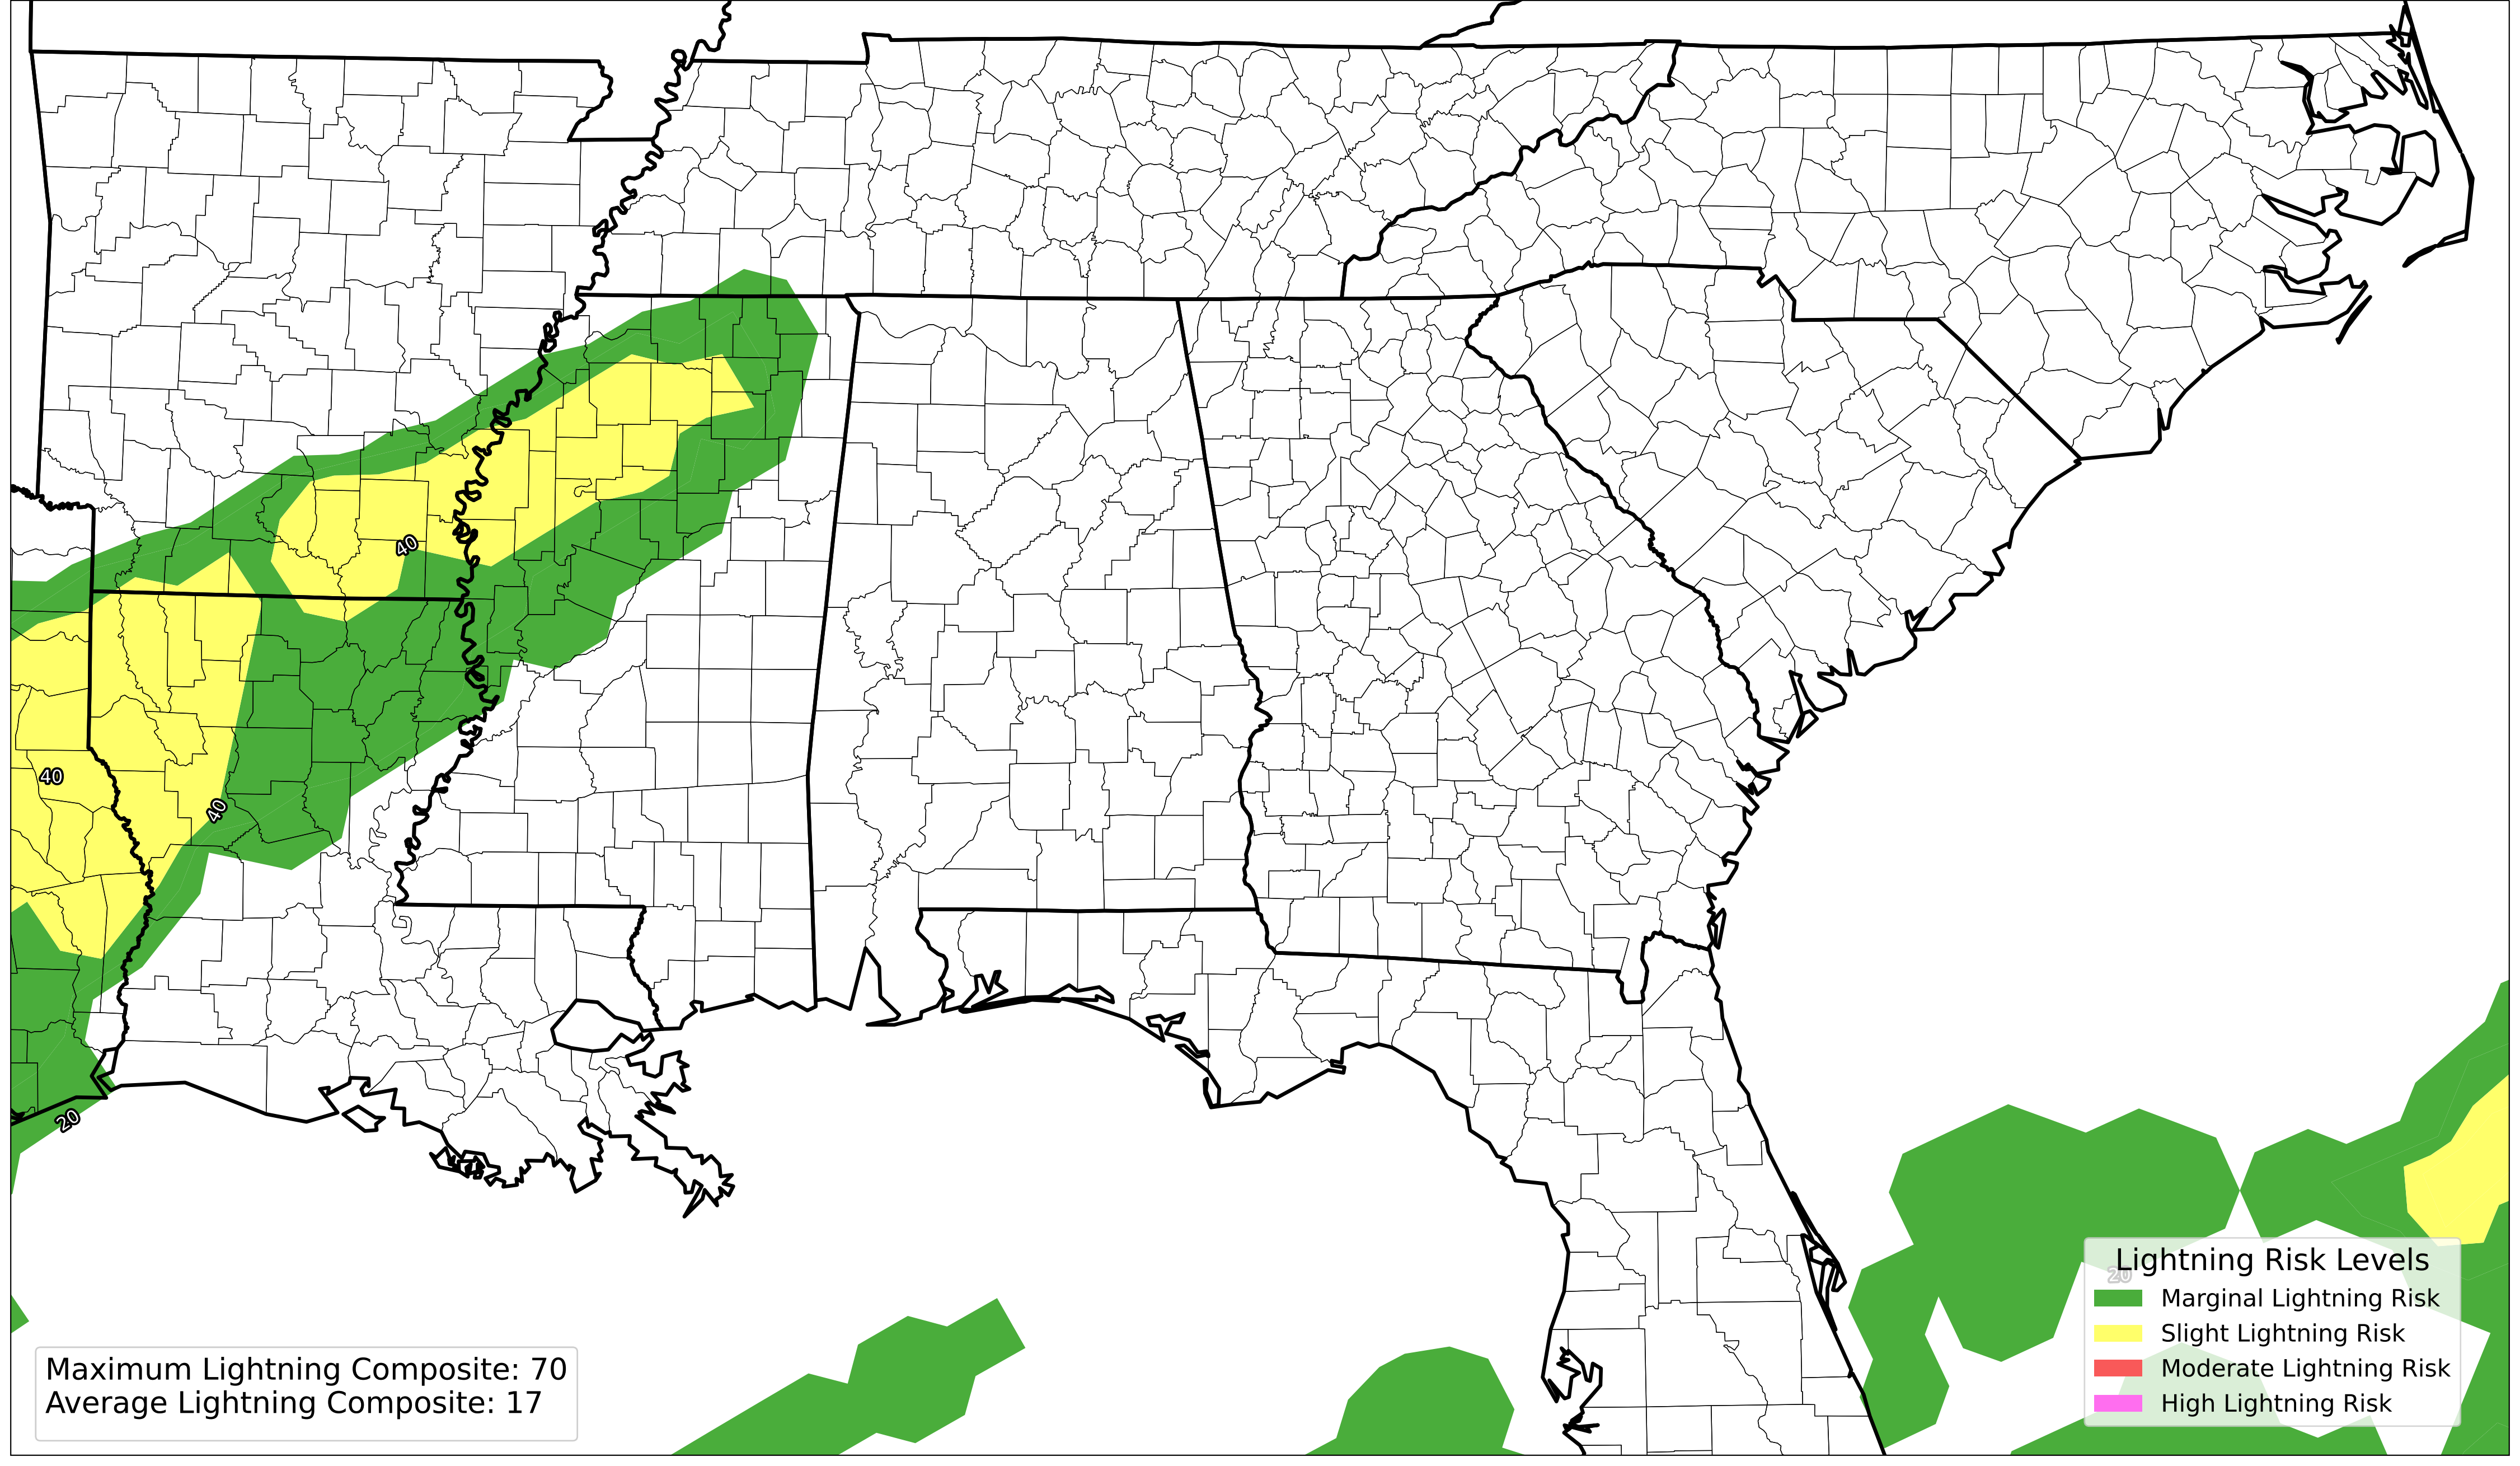 40
40
40
20
20
Lightning Risk Levels
Marginal Lightning Risk
Slight Lightning Risk
Moderate Lightning Risk
High Lightning Risk
Maximum Lightning Composite: 70
Average Lightning Composite: 17